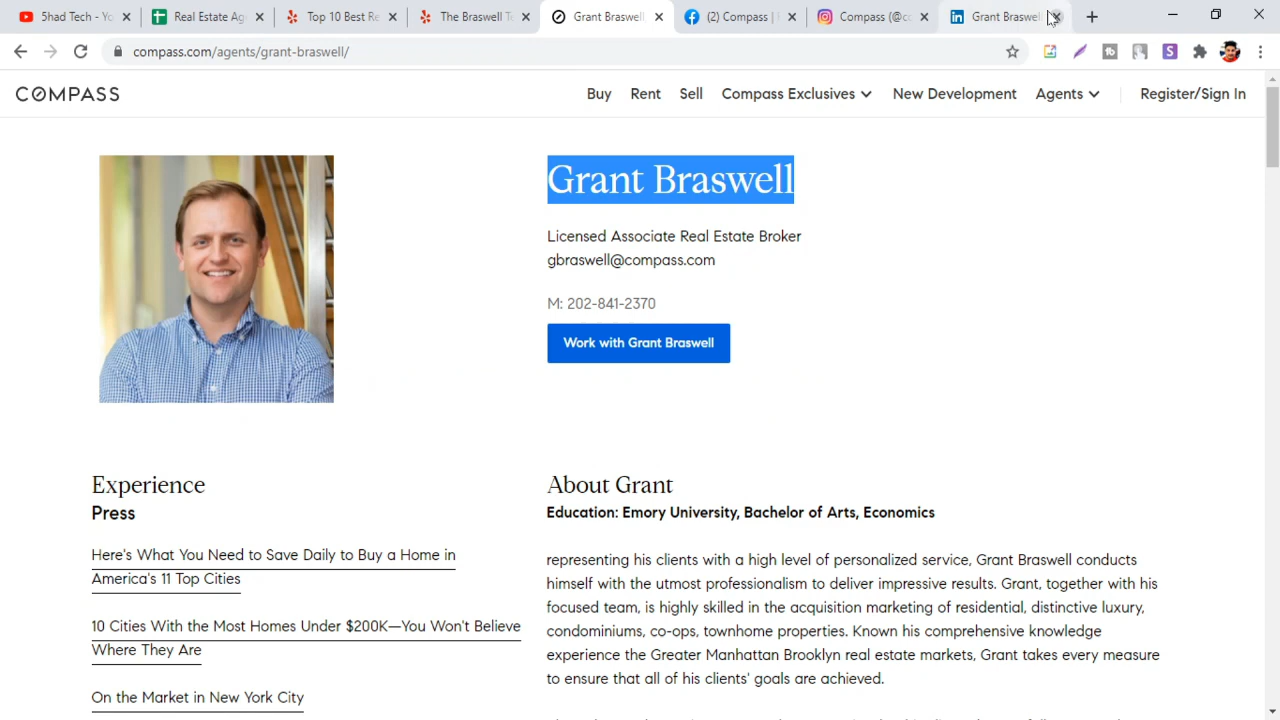 5had Tech - Yo
Real Estate Age
Top 10 Best Re
The Braswell Te
Grant Braswell,
(2) Compass |
Compass (@co
Grant Braswel
compass.com/agents/grant-braswell/
COMPASS
Buy
Rent
Sell
Compass Exclusives
New Development
Agents
Register/Sign In
Grant Braswell
Licensed Associate Real Estate Broker
gbraswell@compass.com
M: 202-841-2370
Work with Grant Braswell
Experience
Press
Here's What You Need to Save Daily to Buy a Home in
America's 11 Top Cities
10 Cities With the Most Homes Under $200K—You Won't Believe
Where They Are
On the Market in New York City
About Grant
Education: Emory University, Bachelor of Arts, Economics
representing his clients with a high level of personalized service, Grant Braswell conducts
himself with the utmost professionalism to deliver impressive results. Grant, together with his
focused team, is highly skilled in the acquisition marketing of residential, distinctive luxury,
condominiums, co-ops, townhome properties. Known his comprehensive knowledge
experience the Greater Manhattan Brooklyn real estate markets, Grant takes every measure
to ensure that all of his clients' goals are achieved.